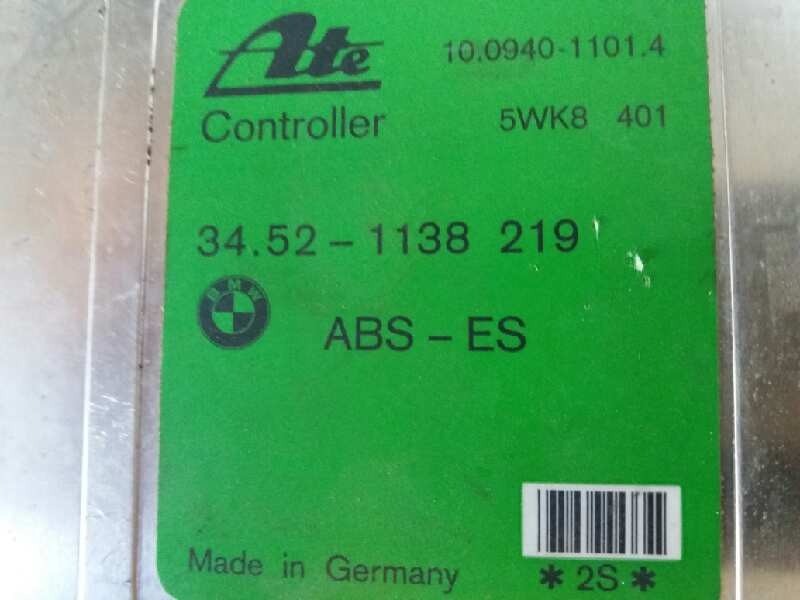 Ate
10.0940-1101.4
Controller
5WK8 401
34.52-1138 219
BMW
ABS-ES
Made in Germany
*2S*